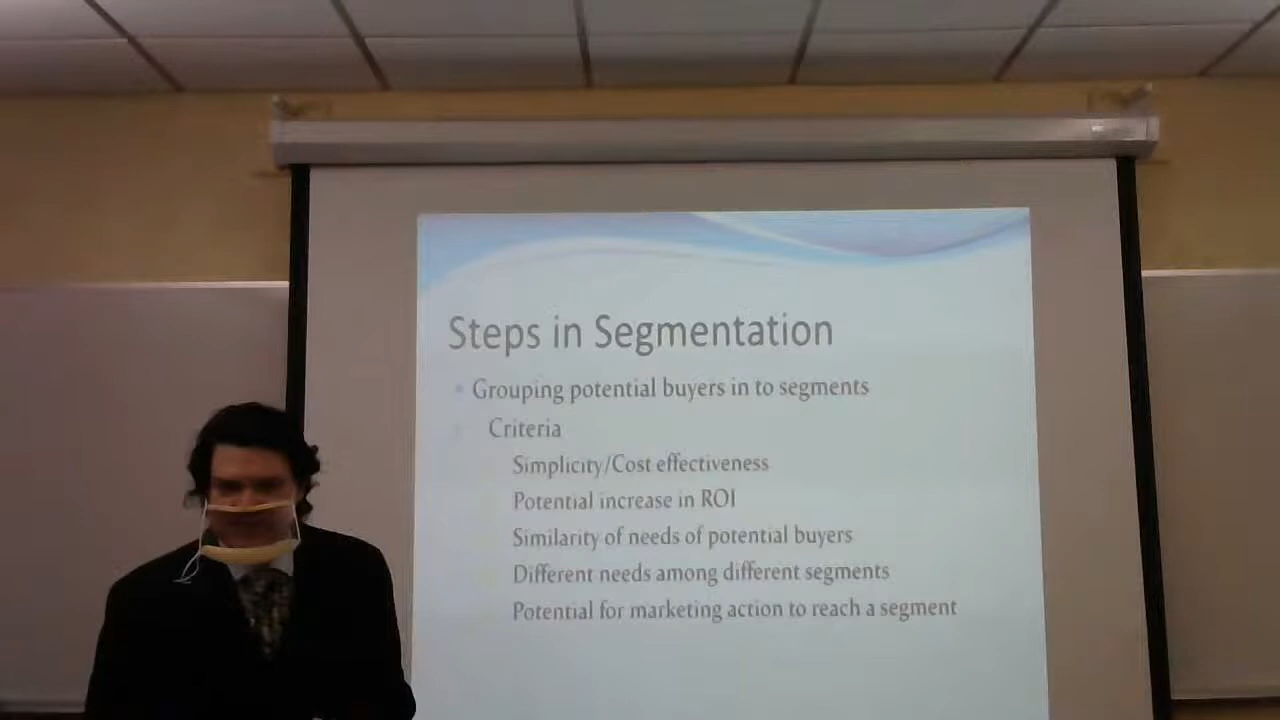 Steps in Segmentation
Grouping potential buyers in to segments
Criteria
Simplicity/Cost effectiveness
Potential increase in ROI
Similarity of needs of potential buyers
Different needs among different segments
Potential for marketing action to reach a segment